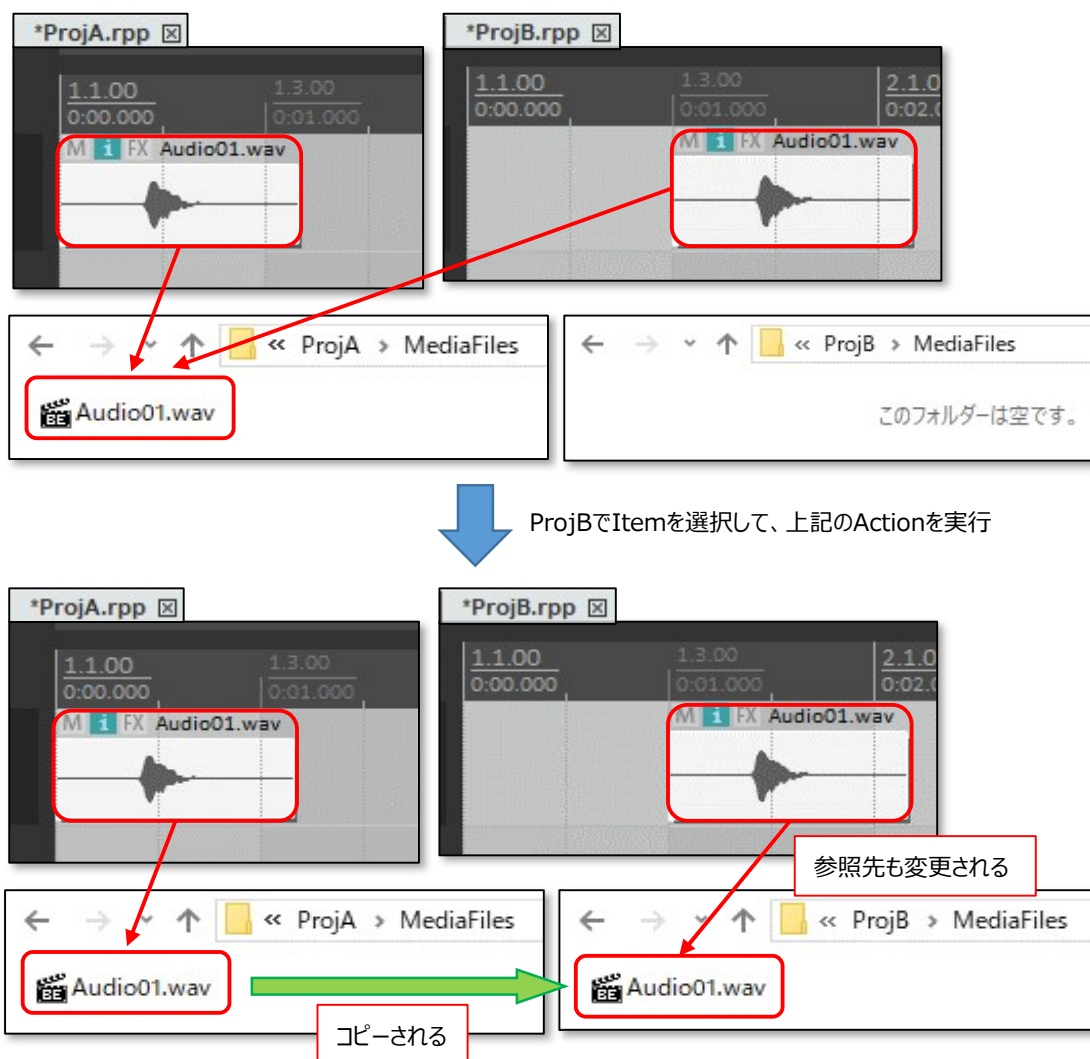 *ProjA.rpp
*ProjB.rpp
1.1.00
1.3.00
0:00.000
0:01.000
M i FX Audio01.wav
1.1.00
1.3.00
2.1.0
0:00.000
0:01.000
0:02.0
M i FX Audio01.wav
« ProjA › MediaFiles
« ProjB › MediaFiles
BE Audio01.wav
このフォルダーは空です。
ProjBでItemを選択して、上記のActionを実行
*ProjA.rpp
*ProjB.rpp
1.1.00
1.3.00
0:00.000
0:01.000
M i FX Audio01.wav
1.1.00
1.3.00
2.1.0
0:00.000
0:01.000
0:02.0
M i FX Audio01.wav
参照先も変更される
« ProjA › MediaFiles
« ProjB › MediaFiles
BE Audio01.wav
BE Audio01.wav
コピーされる